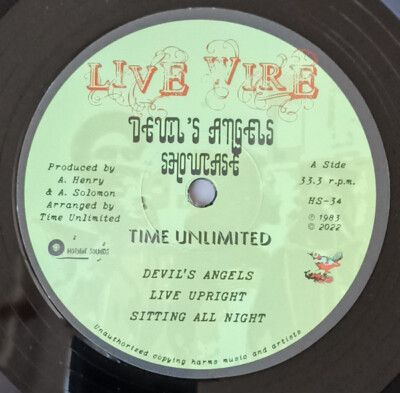 LIVE WIRE
DEVIL'S ANGELS
SHOWCASE
Produced by
A. Henry
& A. Solomon
Arranged by
Time Unlimited
A Side
33.3 r.p.m.
HS-34
℗ 1983
© 2022
TIME UNLIMITED
DEVIL'S ANGELS
LIVE UPRIGHT
SITTING ALL NIGHT
Unauthorized copying harms music and artists